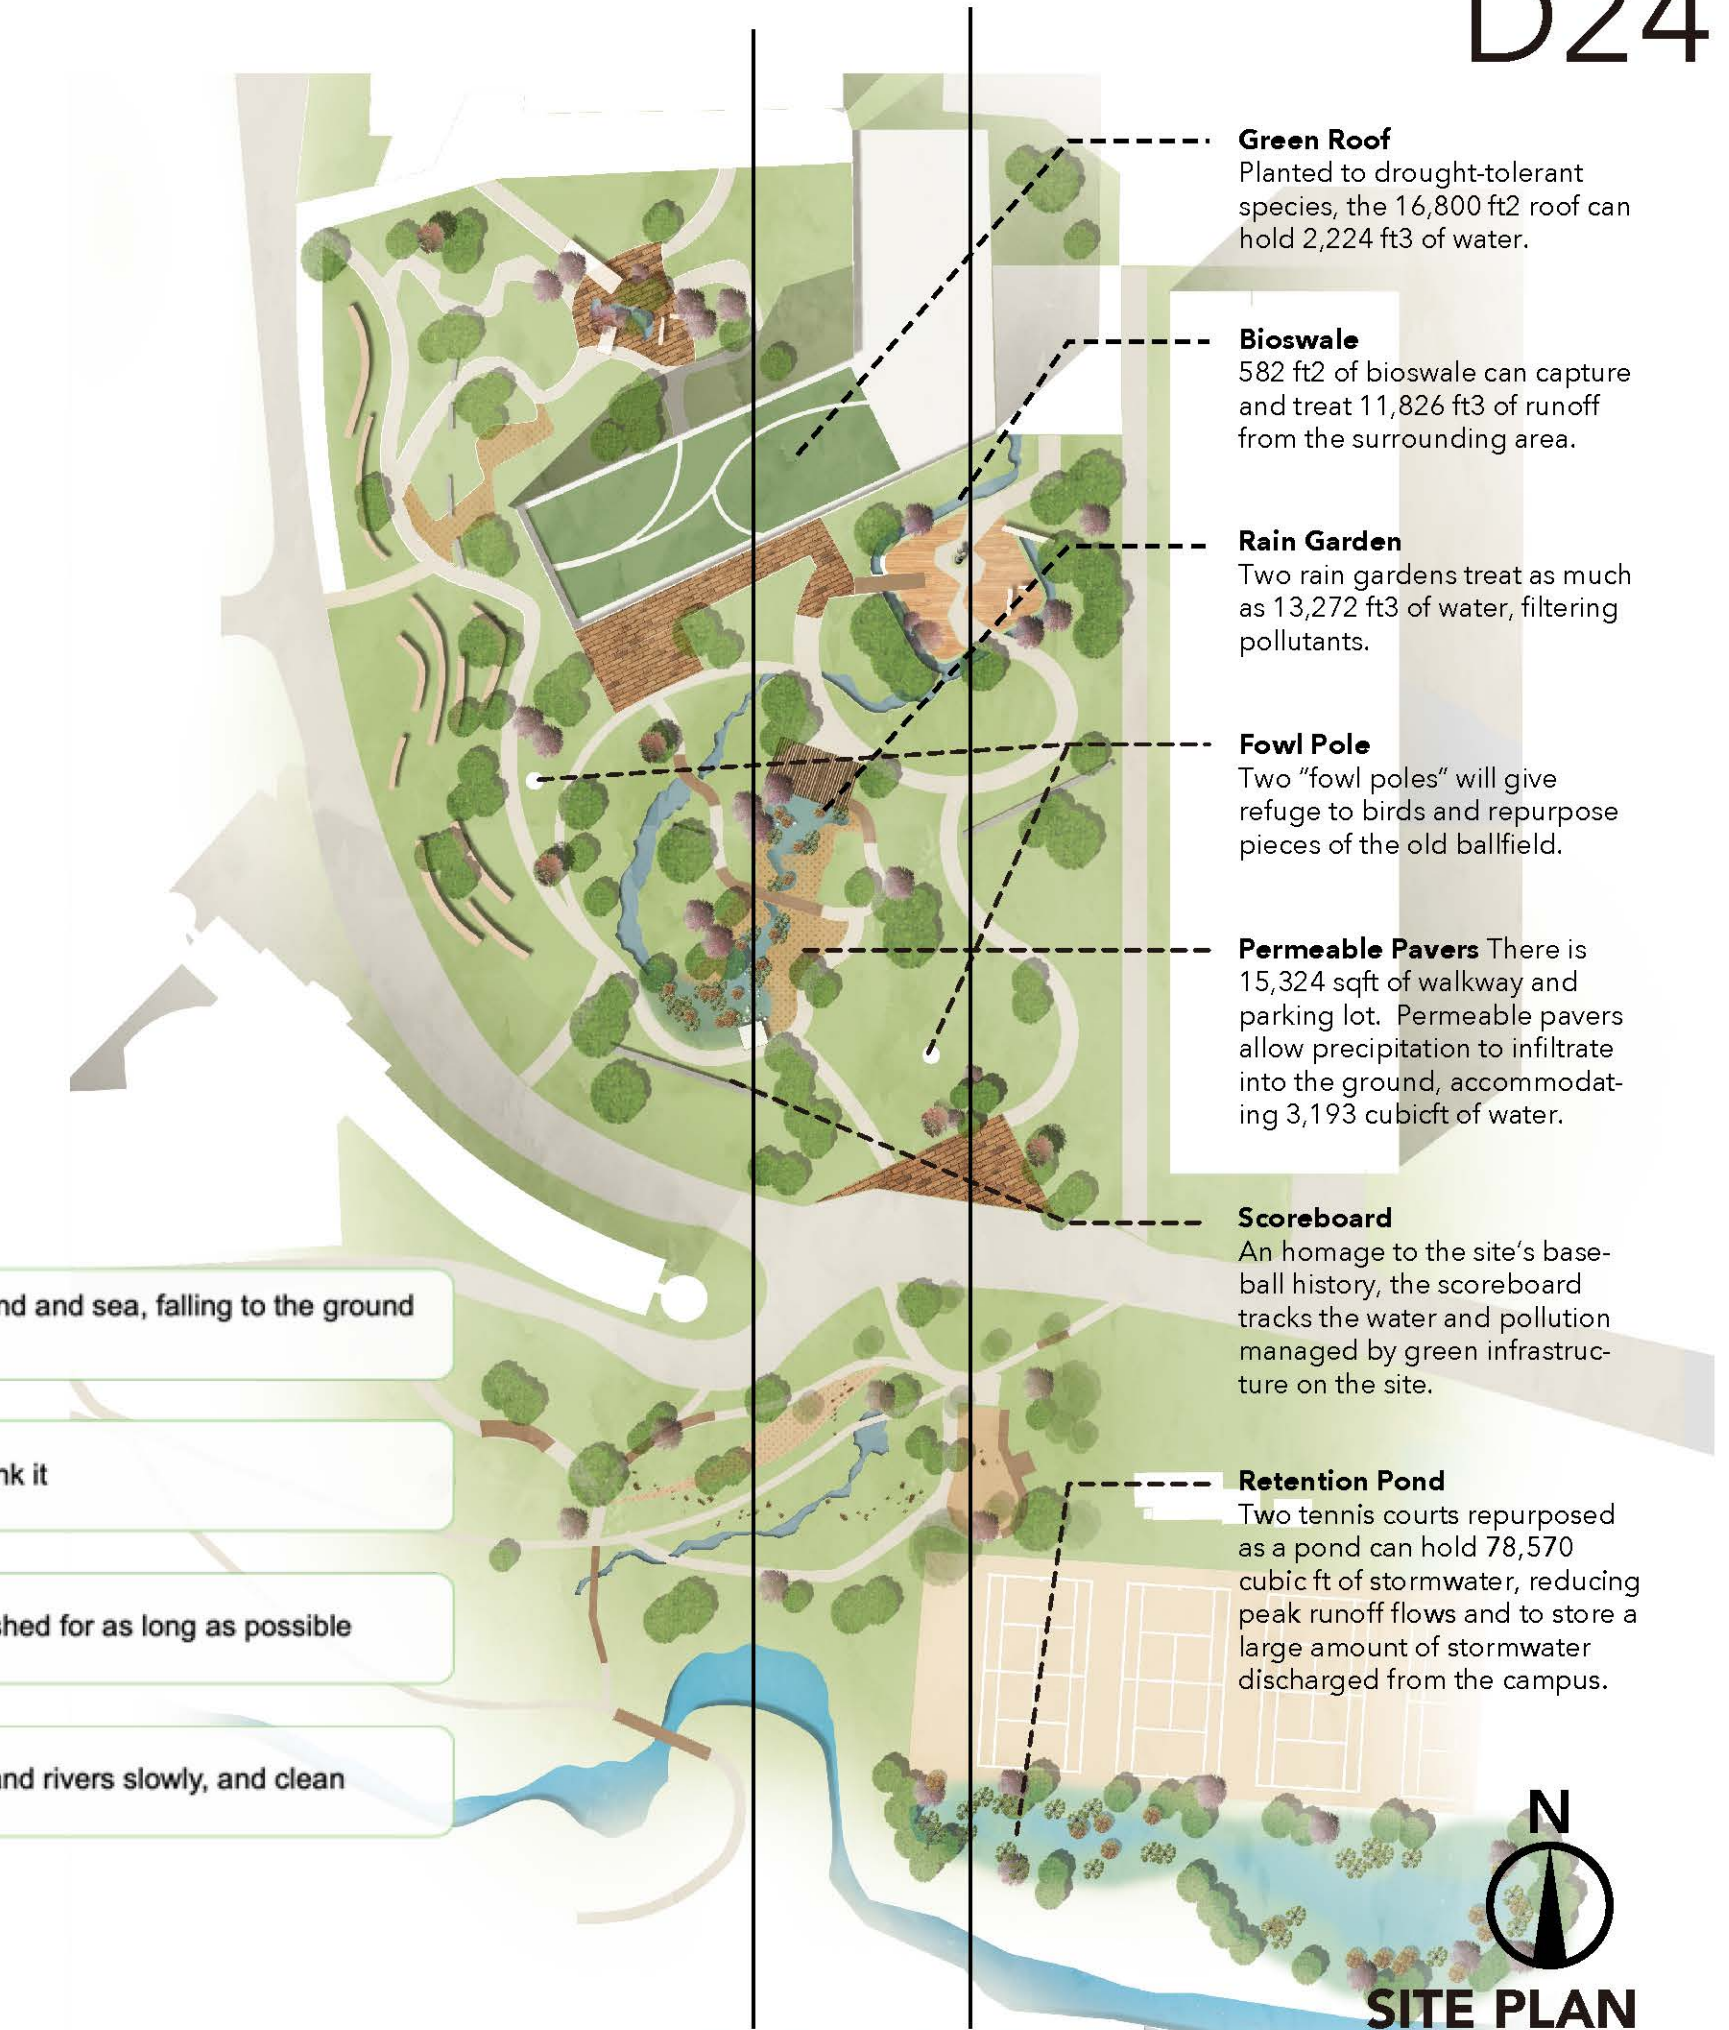 D24
Green Roof
Planted to drought-tolerant
species, the 16,800 ft2 roof can
hold 2,224 ft3 of water.
Bioswale
582 ft2 of bioswale can capture
and treat 11,826 ft3 of runoff
from the surrounding area.
Rain Garden
Two rain gardens treat as much
as 13,272 ft3 of water, filtering
pollutants.
Fowl Pole
Two "fowl poles" will give
refuge to birds and repurpose
pieces of the old ballfield.
Permeable Pavers There is
15,324 sqft of walkway and
parking lot. Permeable pavers
allow precipitation to infiltrate
into the ground, accommodat-
ing 3,193 cubicft of water.
Scoreboard
An homage to the site's base-
ball history, the scoreboard
tracks the water and pollution
managed by green infrastruc-
ture on the site.
Retention Pond
Two tennis courts repurposed
as a pond can hold 78,570
cubic ft of stormwater, reducing
peak runoff flows and to store a
large amount of stormwater
discharged from the campus.
and sea, falling to the ground
it
for as long as possible
and rivers slowly, and clean
N
SITE PLAN